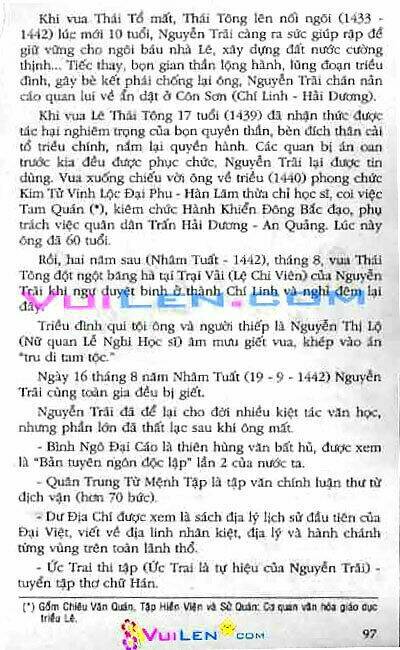 Khi vua Thái Tổ mất, Thái Tông lên nối ngôi (1433 -
1442) lúc mới 10 tuổi, Nguyễn Trãi càng ra sức giúp rập để
giữ vững cho ngôi báu nhà Lê, xây dựng đất nước cường
thịnh... Tiếc thay, bọn gian thần lộng hành, lũng đoạn triều
đình, gây bè kết phái chống lại ông, Nguyễn Trãi chán nản
cáo quan lui về ẩn dật ở Côn Sơn (Chí Linh - Hải Dương).
Khi vua Lê Thái Tông 17 tuổi (1439) đã nhận thức được
tác hại nghiêm trọng của bọn quyền thần, bèn đích thân cải
tổ triều chính, nắm lại quyền hành. Các quan bị án oan
trước kia đều được phục chức, Nguyễn Trãi lại được tin
dùng. Vua xuống chiếu vời ông về triều (1440) phong chức
Kim Tử Vinh Lộc Đại Phu - Hàn Lâm thừa chỉ học sĩ, coi việc
Tam Quán (*), kiêm chức Hành Khiển Đông Bắc đạo, phụ
trách việc quân dân Trấn Hải Dương - An Quảng. Lúc này
ông đã 60 tuổi.
Rồi, hai năm sau (Nhâm Tuất - 1442), tháng 8, vua Thái
Tông đột ngột băng hà tại Trại Vải (Lệ Chi Viên) của Nguyễn
Trãi khi ngự duyệt binh ở thành Chí Linh và nghỉ đêm lại
đây.
VuiLen.com
Triều đình qui tội ông và người thiếp là Nguyễn Thị Lộ
(Nữ quan Lễ Nghi Học sĩ) âm mưu giết vua, khép vào án
"tru di tam tộc."
Ngày 16 tháng 8 năm Nhâm Tuất (19 - 9 - 1442) Nguyễn
Trãi cùng toàn gia đều bị giết.
Nguyễn Trãi đã để lại cho đời nhiều kiệt tác văn học,
nhưng phần lớn đã thất lạc sau khi ông mất.
- Bình Ngô Đại Cáo là thiên hùng văn bất hủ, được xem
là "Bản tuyên ngôn độc lập" lần 2 của nước ta.
- Quân Trung Từ Mệnh Tập là tập văn chính luận thư từ
địch vận (hơn 70 bức).
- Dư Địa Chí được xem là sách địa lý lịch sử đầu tiên của
Đại Việt, viết về địa linh nhân kiệt, địa lý và hành chánh
từng vùng trên toàn lãnh thổ.
- Ức Trai thi tập (Ức Trai là tự hiệu của Nguyễn Trãi) -
tuyển tập thơ chữ Hán.
(*) Gồm Chiêu Văn Quán, Tập Hiền Viện và Sử Quán: Cơ quan văn hóa giáo dục
triều Lê.
VuiLen.com
97